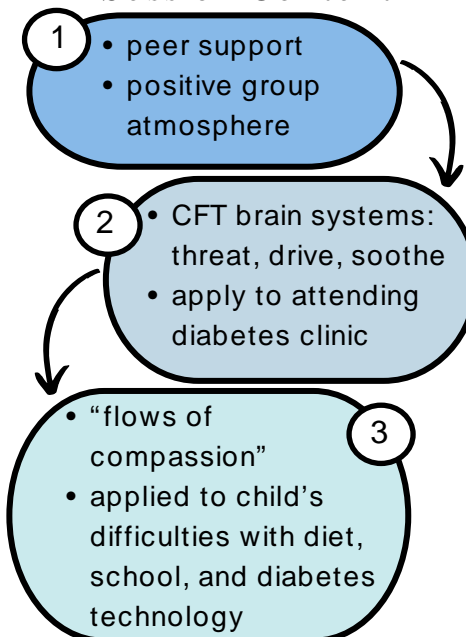 1
• peer support
• positive group
atmosphere
2
• CFT brain systems:
threat, drive, soothe
• apply to attending
diabetes clinic
3
• “flows of
compassion”
• applied to child’s
difficulties with diet,
school, and diabetes
technology